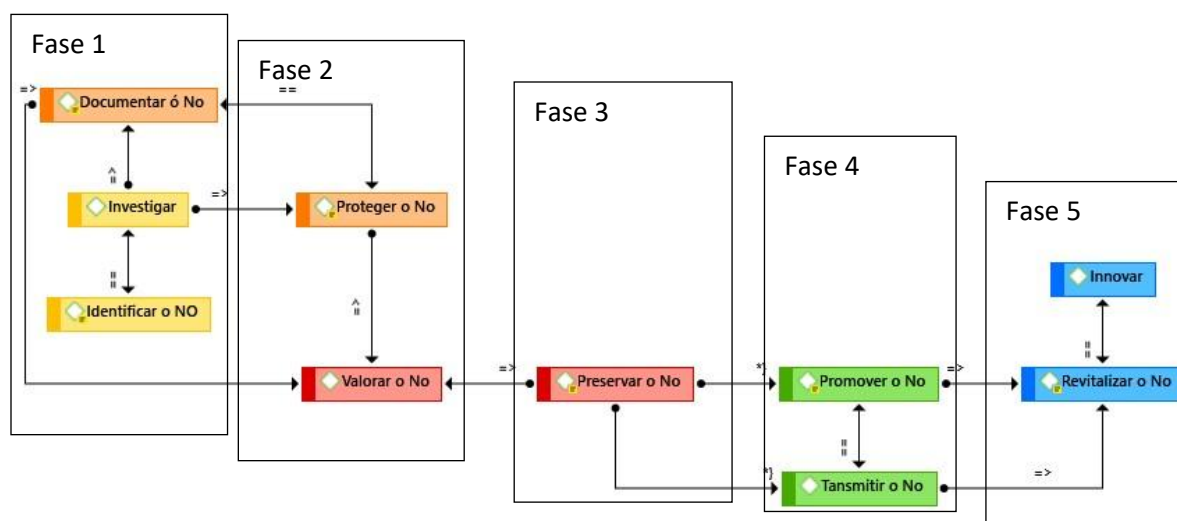 Fase 1
=>
Documentar ó No
=>
Investigar
=>
==
Identificar o NO
Fase 2
==
Proteger o No
=>
Valorar o No
=>
Fase 3
Preservar o No
Fase 4
*}
Promover o No
=>
==
*}
Tansmitir o No
Fase 5
Innovar
==
Revitalizar o No
=>